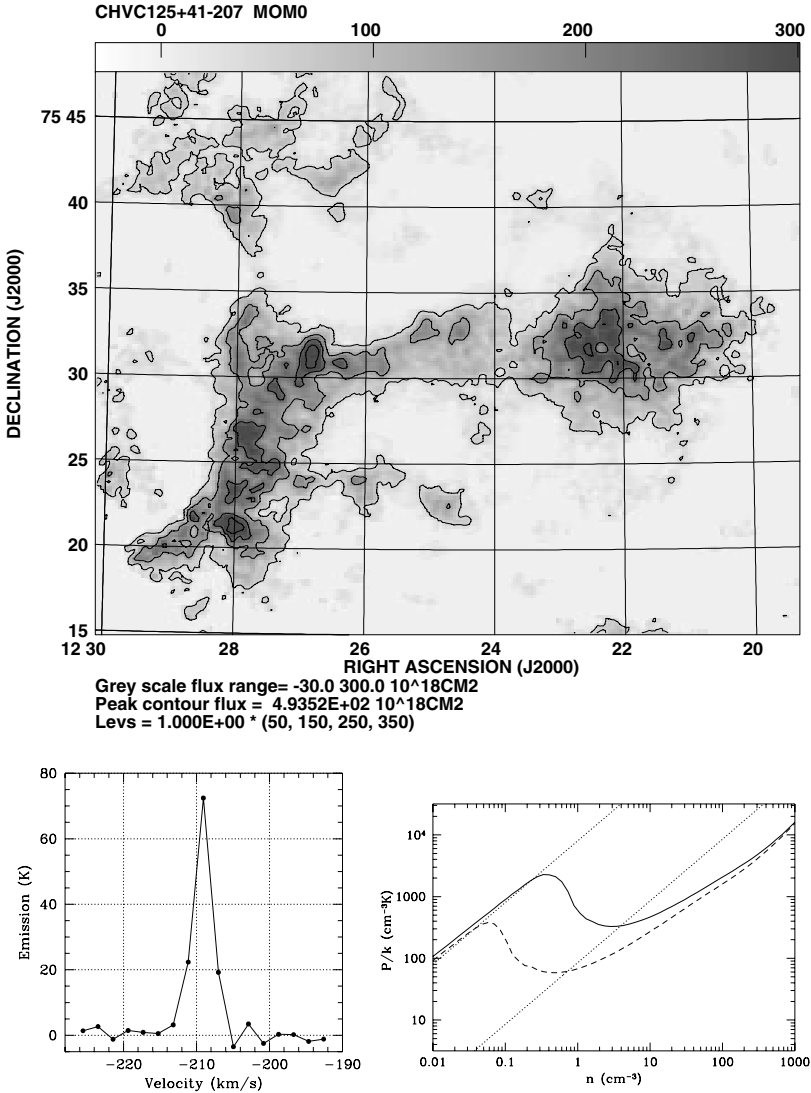 CHVC125+41-207 MOM0
0 100 200 300
75 45
40
35
30
25
20
15
DECLINATION (J2000)
12 30 28 26 24 22 20
RIGHT ASCENSION (J2000)
Grey scale flux range= -30.0 300.0 10^18CM2
Peak contour flux = 4.9352E+02 10^18CM2
Levs = 1.000E+00 * (50, 150, 250, 350)
80
60
40
20
0
Emission (K)
−220 −210 −200 −190
Velocity (km/s)
10⁴
1000
100
10
P/k (cm⁻³K)
0.01 0.1 1 10 100 1000
n (cm⁻³)